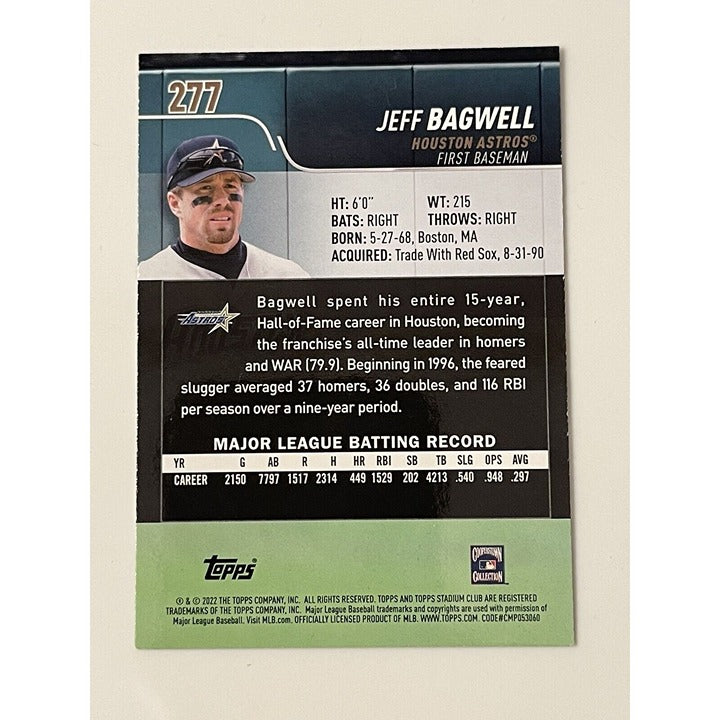 277
JEFF BAGWELL
HOUSTON ASTROS®
FIRST BASEMAN
HT: 6'0" WT: 215
BATS: RIGHT THROWS: RIGHT
BORN: 5-27-68, Boston, MA
ACQUIRED: Trade With Red Sox, 8-31-90
ASTROS
Bagwell spent his entire 15-year,
Hall-of-Fame career in Houston, becoming
the franchise's all-time leader in homers
and WAR (79.9). Beginning in 1996, the feared
slugger averaged 37 homers, 36 doubles, and 116 RBI
per season over a nine-year period.
MAJOR LEAGUE BATTING RECORD
YR G AB R H HR RBI SB TB SLG OPS AVG
CAREER 2150 7797 1517 2314 449 1529 202 4213 .540 .948 .297
Topps
COOPERSTOWN
COLLECTION
® & © 2022 THE TOPPS COMPANY, INC. ALL RIGHTS RESERVED. TOPPS AND TOPPS STADIUM CLUB ARE REGISTERED
TRADEMARKS OF THE TOPPS COMPANY, INC. Major League Baseball trademarks and copyrights are used with permission of
Major League Baseball. Visit MLB.com. OFFICIALLY LICENSED PRODUCT OF MLB. WWW.TOPPS.COM. CODE#CMP053060